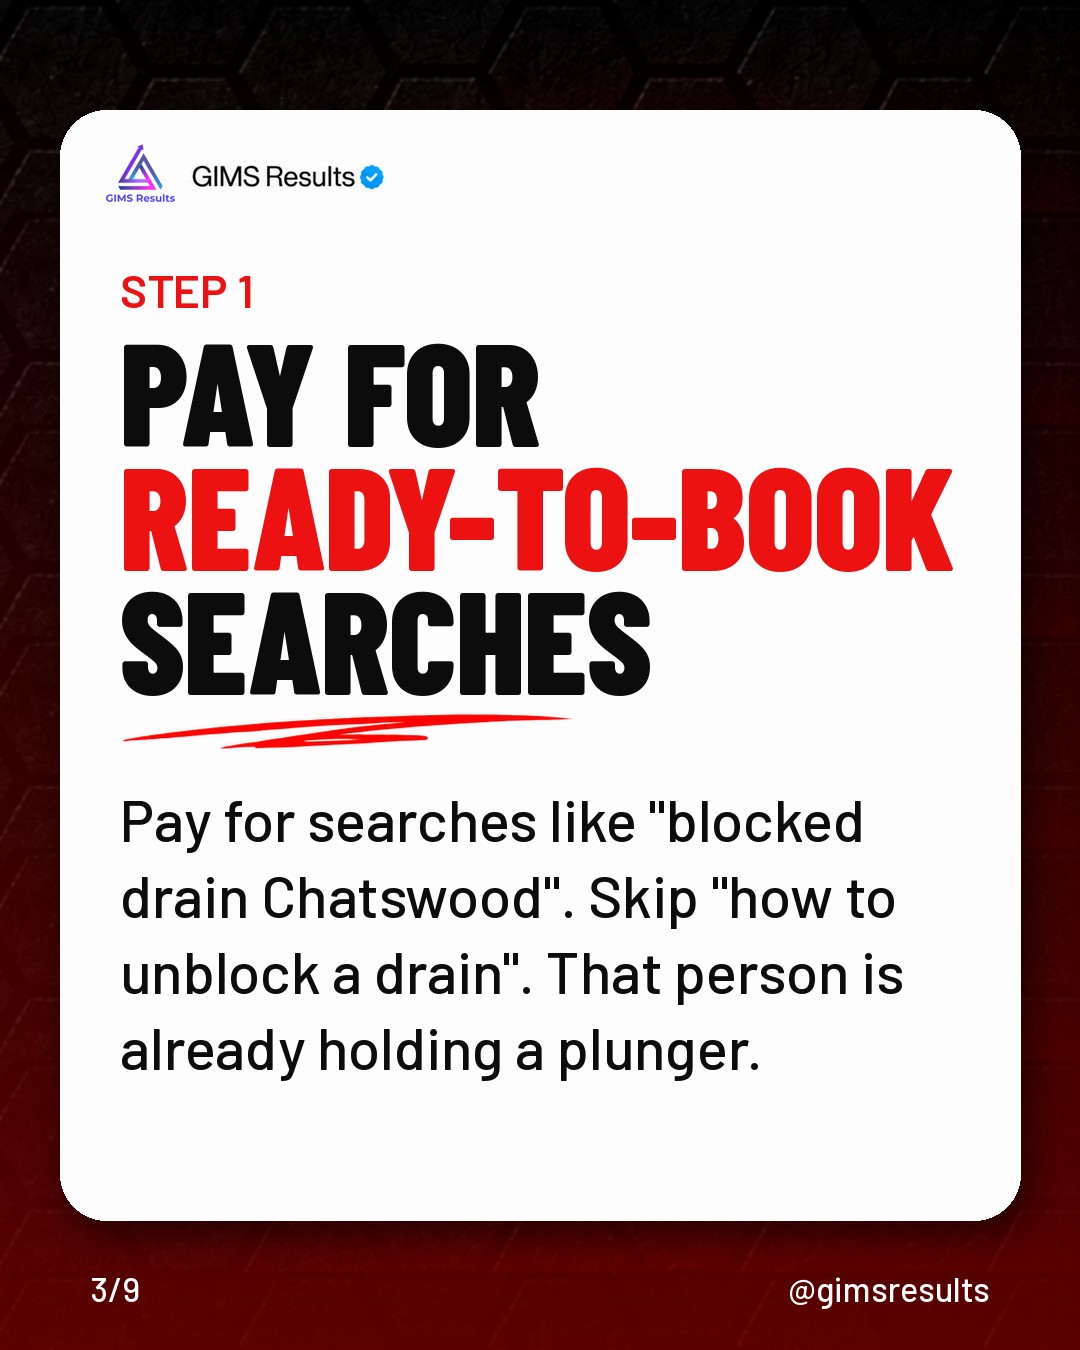 GIMS Results
GIMS Results
STEP 1
PAY FOR
READY-TO-BOOK
SEARCHES
Pay for searches like "blocked
drain Chatswood". Skip "how to
unblock a drain". That person is
already holding a plunger.
3/9
@gimsresults